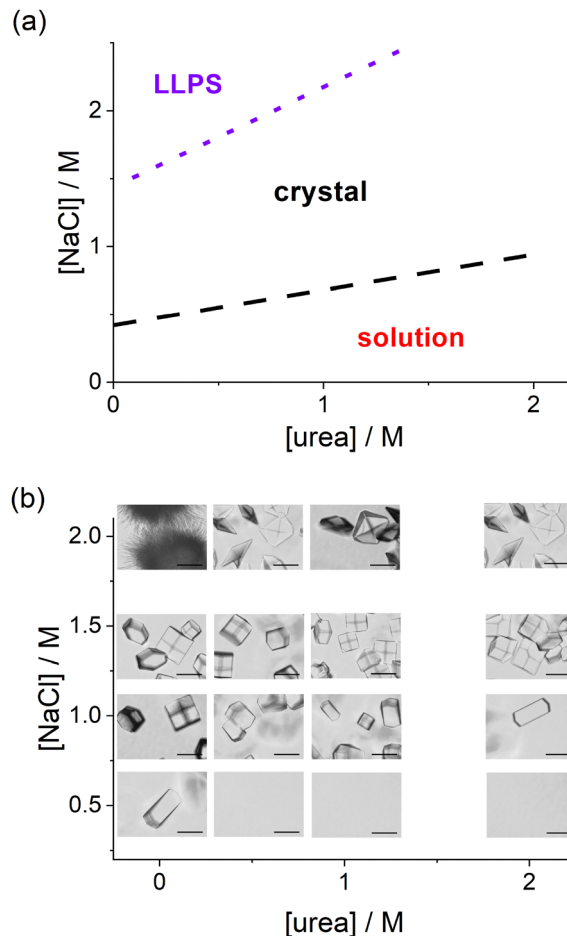 (a)
2
LLPS
crystal
[NaCl] / M
1
solution
0
0
1
2
[urea] / M
(b)
2.0
1.5
[NaCl] / M
1.0
0.5
0
1
2
[urea] / M